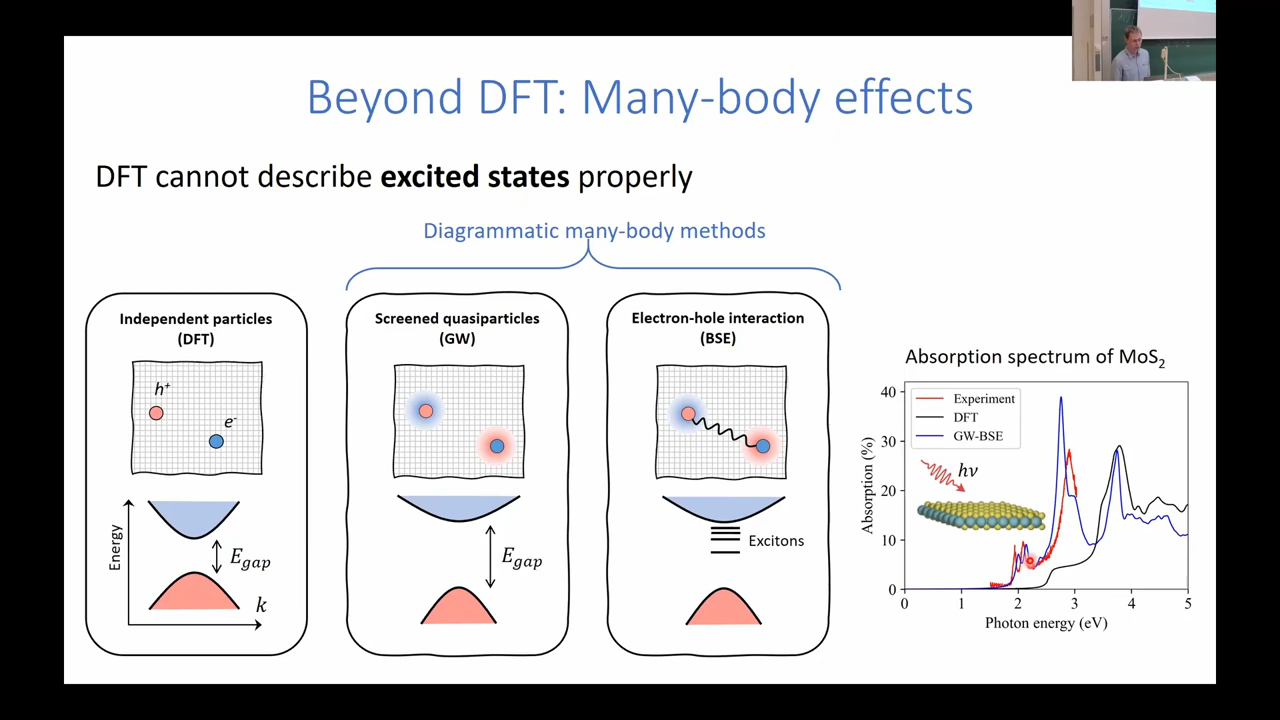 Beyond DFT: Many-body effects
DFT cannot describe excited states properly
Diagrammatic many-body methods
Independent particles
(DFT)
h⁺
e⁻
Energy
E_gap
k
Screened quasiparticles
(GW)
E_gap
Electron-hole interaction
(BSE)
Excitons
Absorption spectrum of MoS₂
Experiment
DFT
GW-BSE
hν
Absorption (%)
40
30
20
10
0
0 1 2 3 4 5
Photon energy (eV)